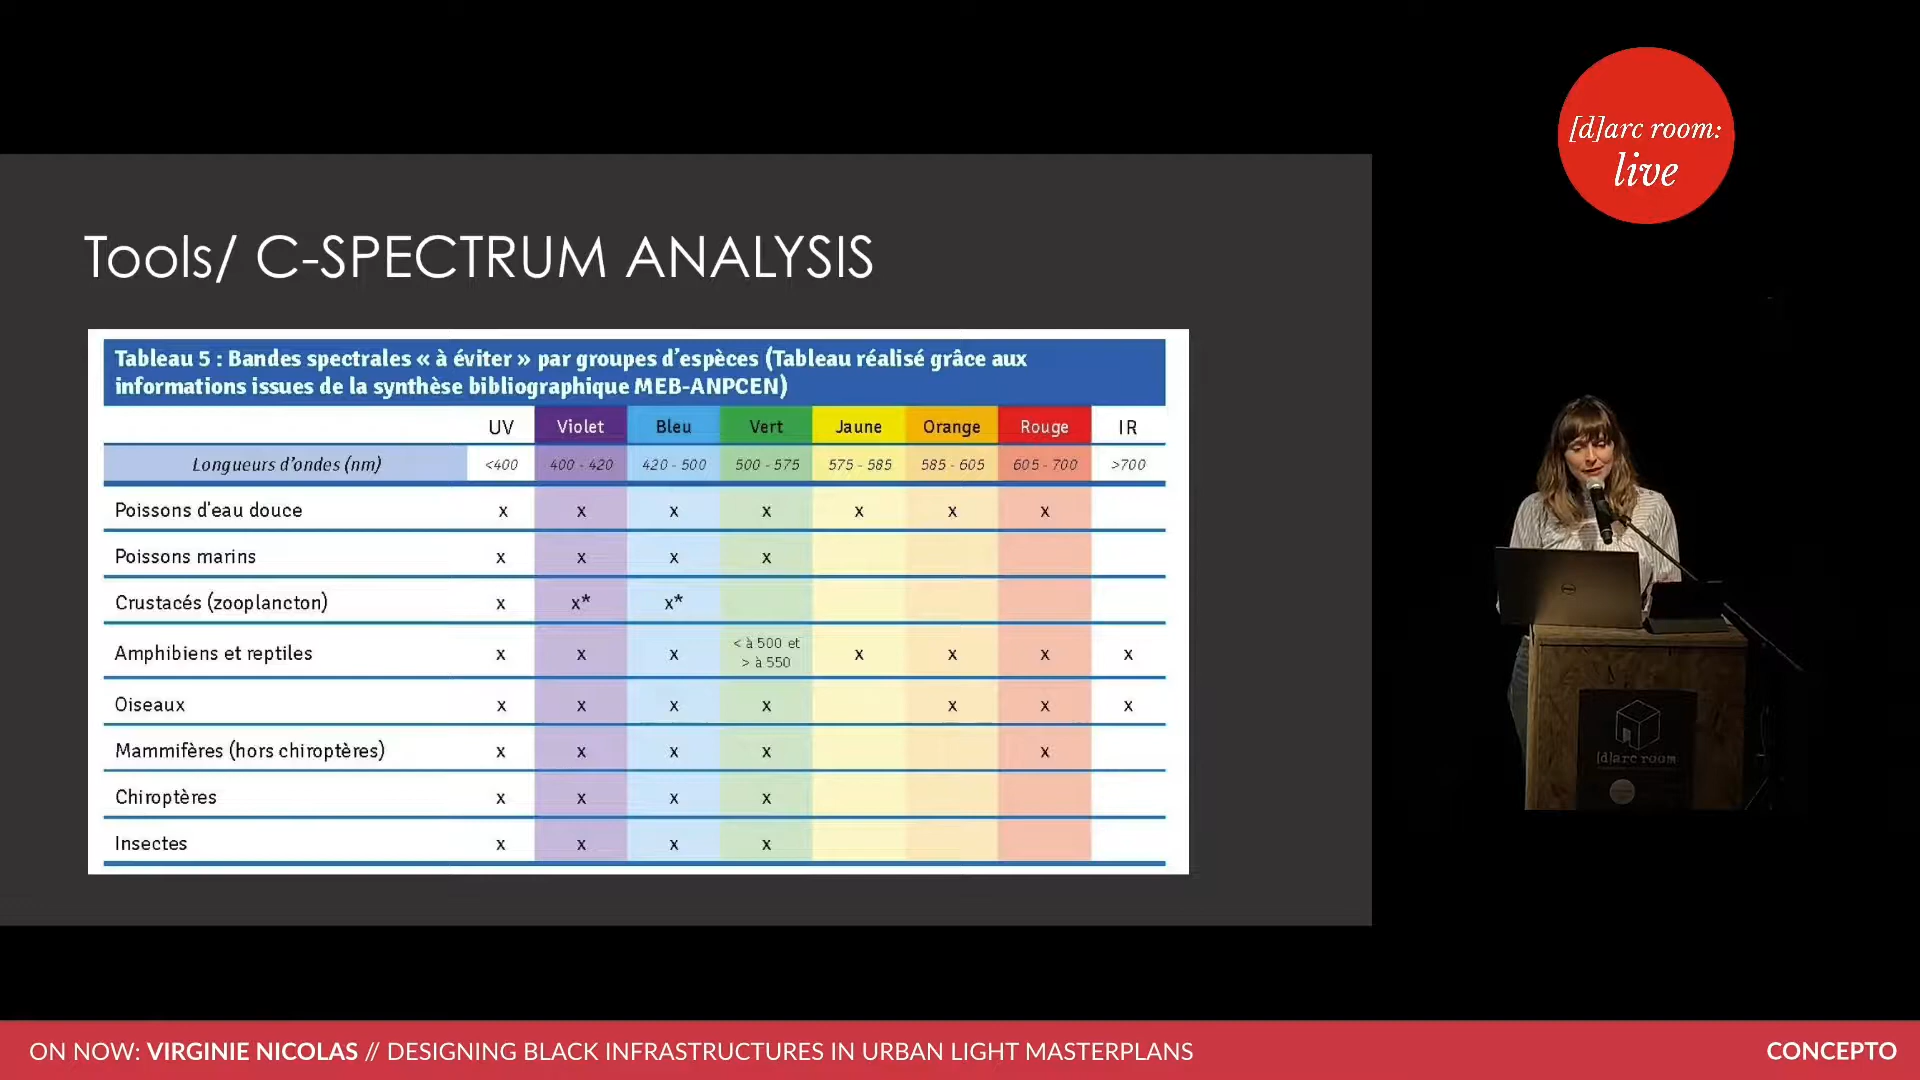 [d]arc room:
live
Tools/ C-SPECTRUM ANALYSIS
Tableau 5 : Bandes spectrales « à éviter » par groupes d'espèces (Tableau réalisé grâce aux
informations issues de la synthèse bibliographique MEB-ANPCEN)
UV Violet Bleu Vert Jaune Orange Rouge IR
Longueurs d'ondes (nm) <400 400 - 420 420 - 500 500 - 575 575 - 585 585 - 605 605 - 700 >700
Poissons d'eau douce x x x x x x x
Poissons marins x x x x
Crustacés (zooplancton) x x* x*
Amphibiens et reptiles x x x < à 500 et > à 550 x x x x
Oiseaux x x x x x x x
Mammifères (hors chiroptères) x x x x x
Chiroptères x x x x
Insectes x x x x
DELL
[d]arc room
ON NOW: VIRGINIE NICOLAS // DESIGNING BLACK INFRASTRUCTURES IN URBAN LIGHT MASTERPLANS
CONCEPTO